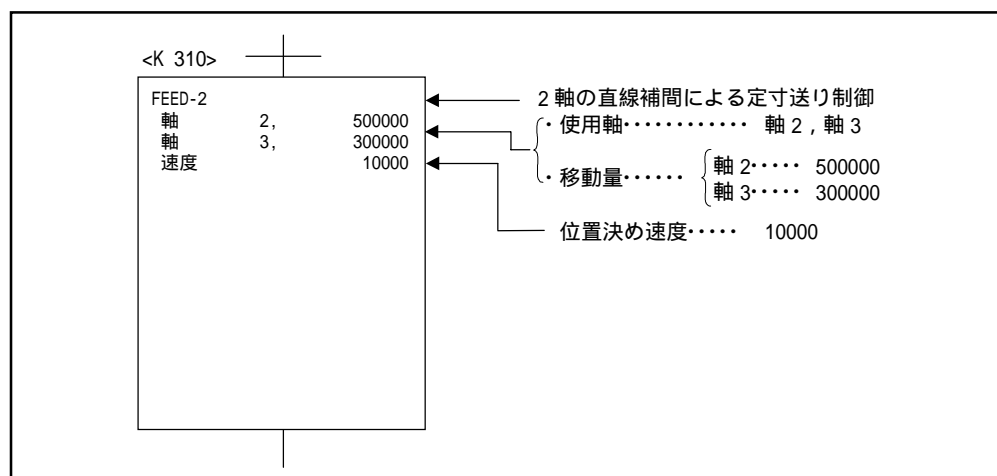 <K 310>
FEED-2
軸 2, 500000
軸 3, 300000
速度 10000
2軸の直線補間による定寸送り制御
・使用軸・・・・・・・・・・・・ 軸2,軸3
・移動量・・・・・・ 軸2・・・・・ 500000
軸3・・・・・ 300000
位置決め速度・・・・・ 10000